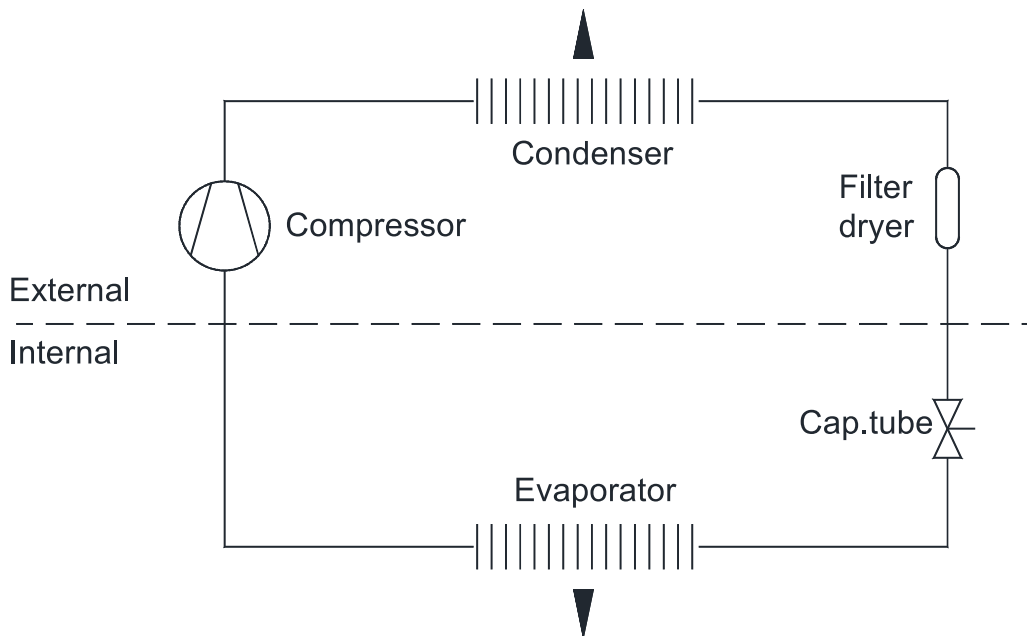 Condenser
Filter
dryer
Compressor
External
Internal
Cap.tube
Evaporator